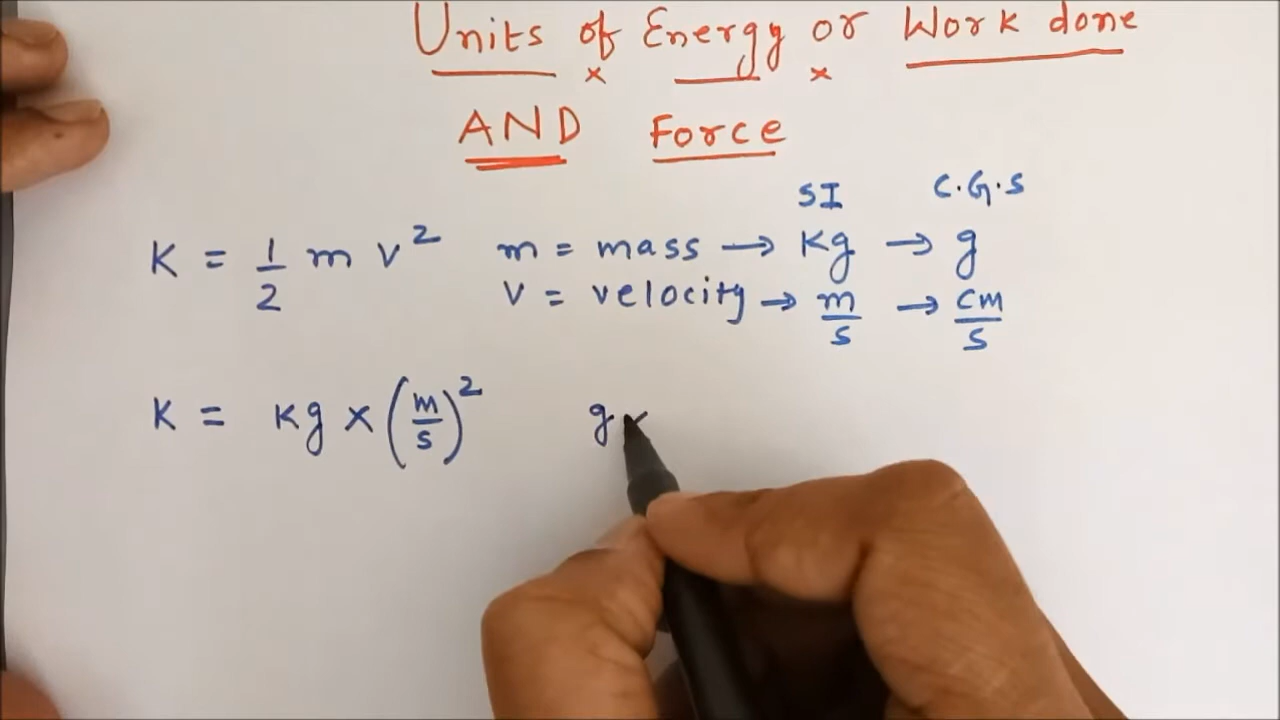 Units of Energy or Work done
x x
AND Force
SI C.G.S
K = 1/2 m v² m = mass → Kg → g
V = velocity → m/s → cm/s
K = Kg × (m/s)² g ×